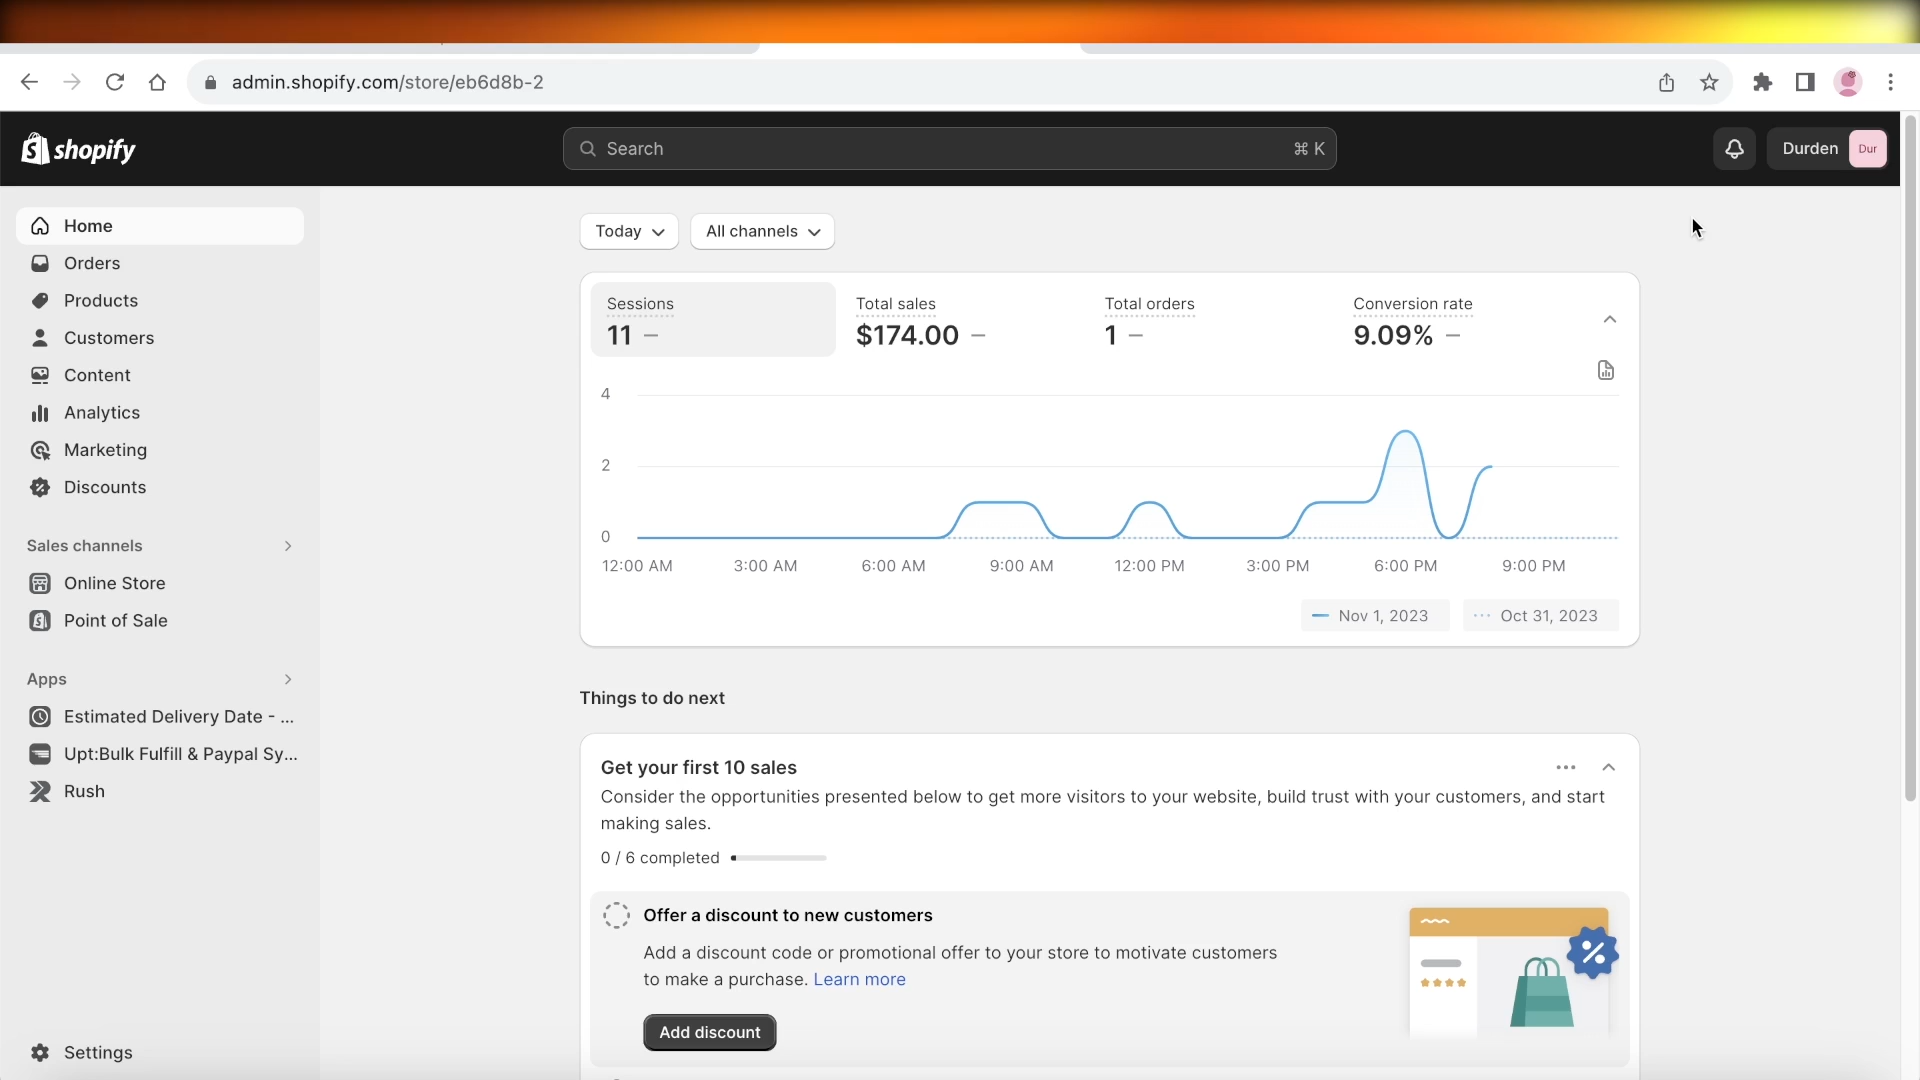 admin.shopify.com/store/eb6d8b-2
shopify
Search
⌘ K
Durden
Dur
Home
Orders
Products
Customers
Content
Analytics
Marketing
Discounts
Sales channels
Online Store
Point of Sale
Apps
Estimated Delivery Date - ...
Upt:Bulk Fulfill & Paypal Sy...
Rush
Settings
Today
All channels
Sessions
11 —
Total sales
$174.00 —
Total orders
1 —
Conversion rate
9.09% —
4
2
0
12:00 AM 3:00 AM 6:00 AM 9:00 AM 12:00 PM 3:00 PM 6:00 PM 9:00 PM
Nov 1, 2023
Oct 31, 2023
Things to do next
Get your first 10 sales
Consider the opportunities presented below to get more visitors to your website, build trust with your customers, and start
making sales.
0 / 6 completed
Offer a discount to new customers
Add a discount code or promotional offer to your store to motivate customers
to make a purchase. Learn more
Add discount